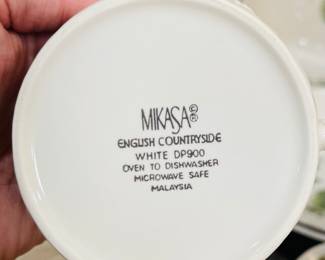 MIKASA©®
ENGLISH COUNTRYSIDE
WHITE DP900
OVEN TO DISHWASHER
MICROWAVE SAFE
MALAYSIA